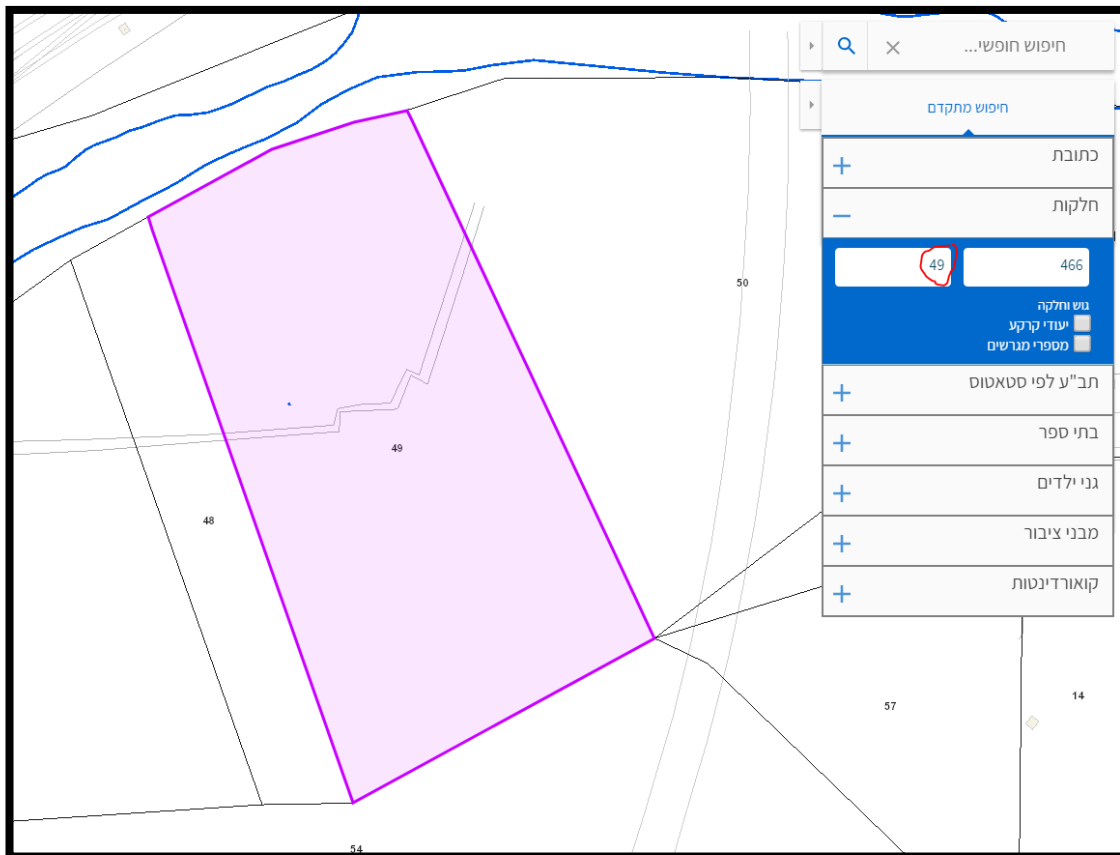 חיפוש חופשי...
חיפוש מתקדם
כתובת
חלקות
466 49
גוש וחלקה
יעודי קרקע
מספרי מגרשים
תב"ע לפי סטאטוס
בתי ספר
גני ילדים
מבני ציבור
קואורדינטות
50
49
48
57
14
54